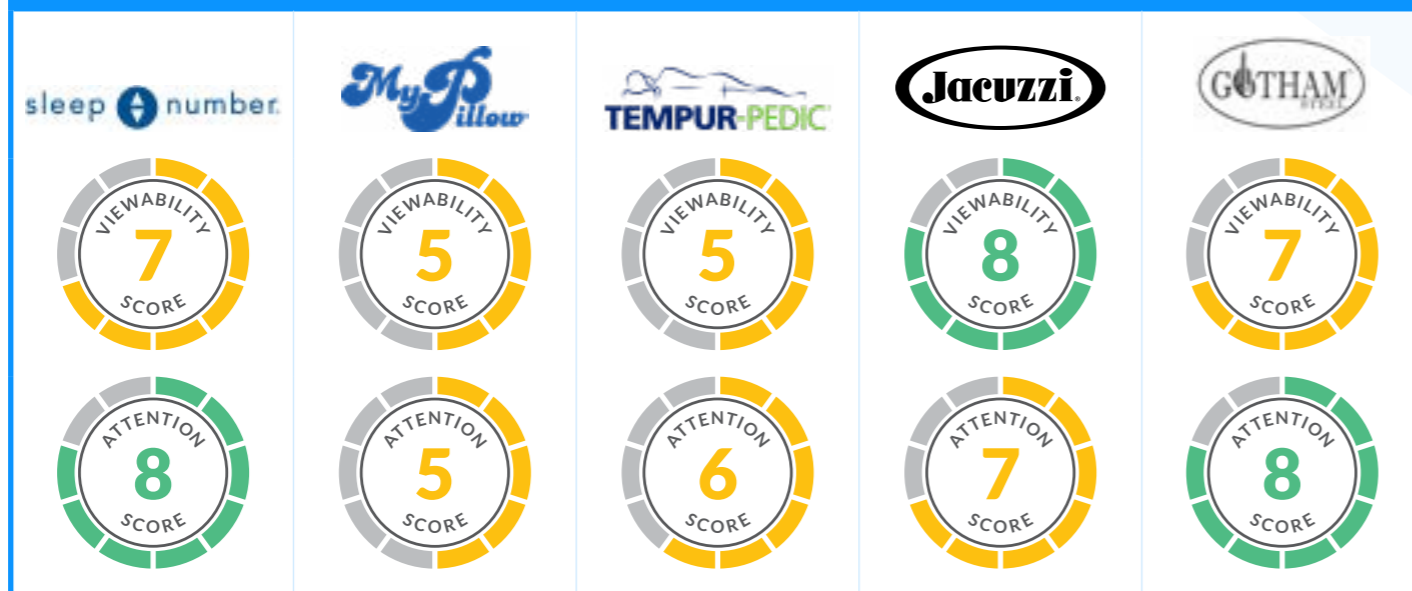 sleep number.
MyPillow
TEMPUR-PEDIC
Jacuzzi.
GOTHAM
STEEL
VIEWABILITY
7
SCORE
VIEWABILITY
5
SCORE
VIEWABILITY
5
SCORE
VIEWABILITY
8
SCORE
VIEWABILITY
7
SCORE
ATTENTION
8
SCORE
ATTENTION
5
SCORE
ATTENTION
6
SCORE
ATTENTION
7
SCORE
ATTENTION
8
SCORE